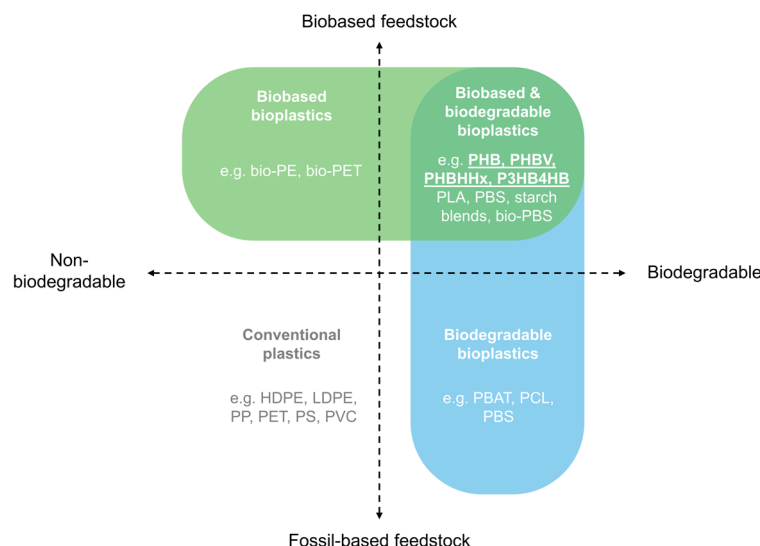 Biobased feedstock
Biobased
bioplastics
e.g. bio-PE, bio-PET
Biobased &
biodegradable
bioplastics
e.g. PHB, PHBV,
PHBHHx, P3HB4HB
PLA, PBS, starch
blends, bio-PBS
Non-
biodegradable
Biodegradable
Conventional
plastics
e.g. HDPE, LDPE,
PP, PET, PS, PVC
Biodegradable
bioplastics
e.g. PBAT, PCL,
PBS
Fossil-based feedstock